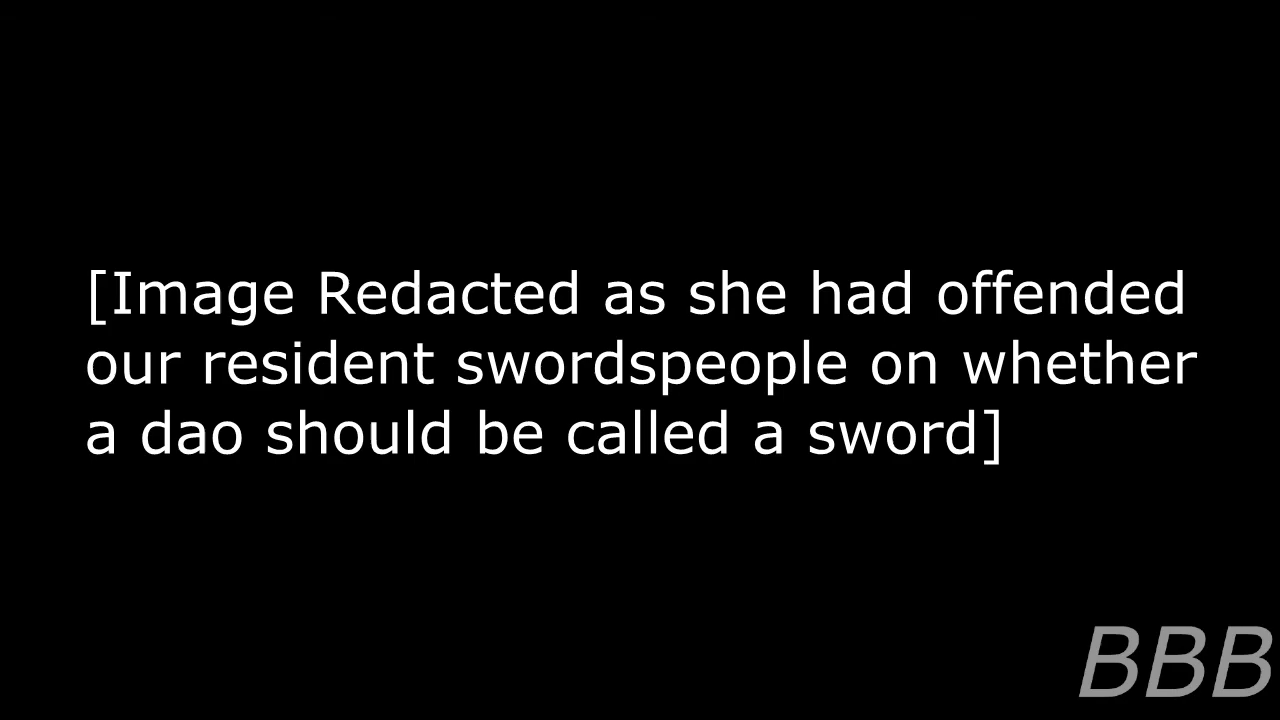 [Image Redacted as she had offended
our resident swordspeople on whether
a dao should be called a sword]
BBB